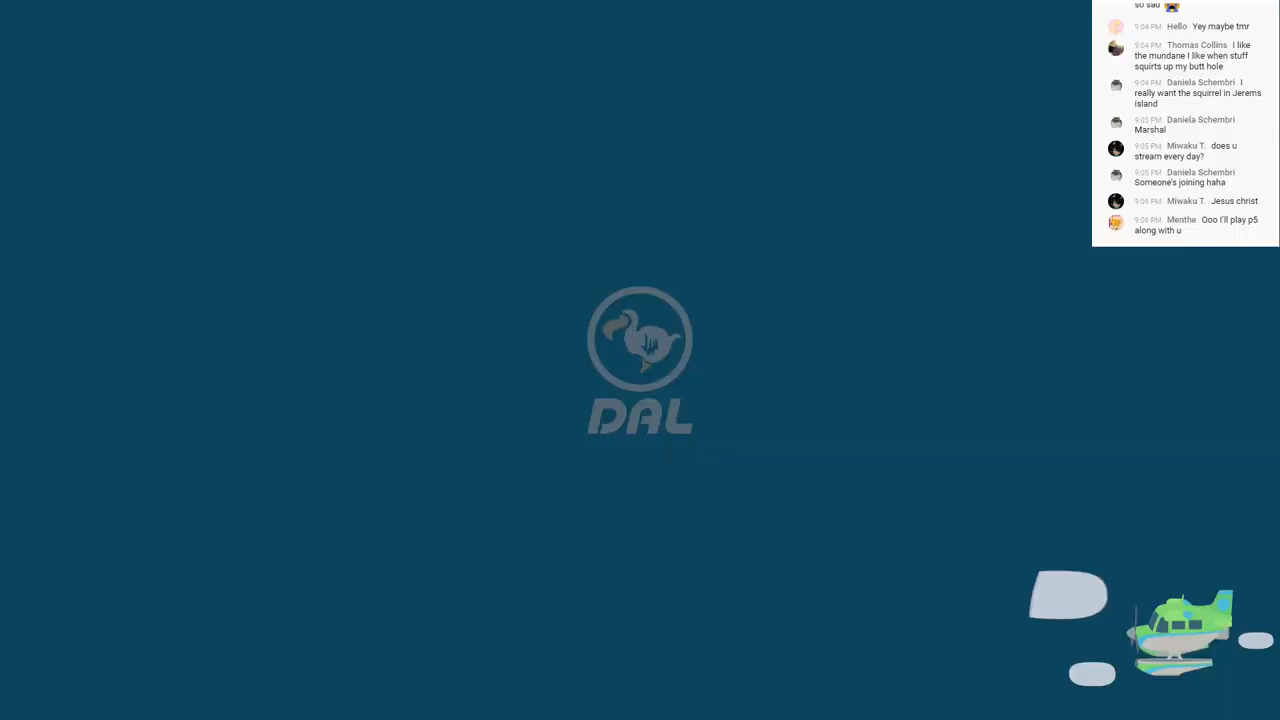 so sad
9:04 PM Hello Yey maybe tmr
9:04 PM Thomas Collins I like
the mundane I like when stuff
squirts up my butt hole
9:04 PM Daniela Schembri I
really want the squirrel in Jerems
island
9:05 PM Daniela Schembri
Marshal
9:05 PM Miwaku T. does u
stream every day?
9:05 PM Daniela Schembri
Someone's joining haha
9:06 PM Miwaku T. Jesus christ
9:06 PM Menthe Ooo I'll play p5
along with u
DAL